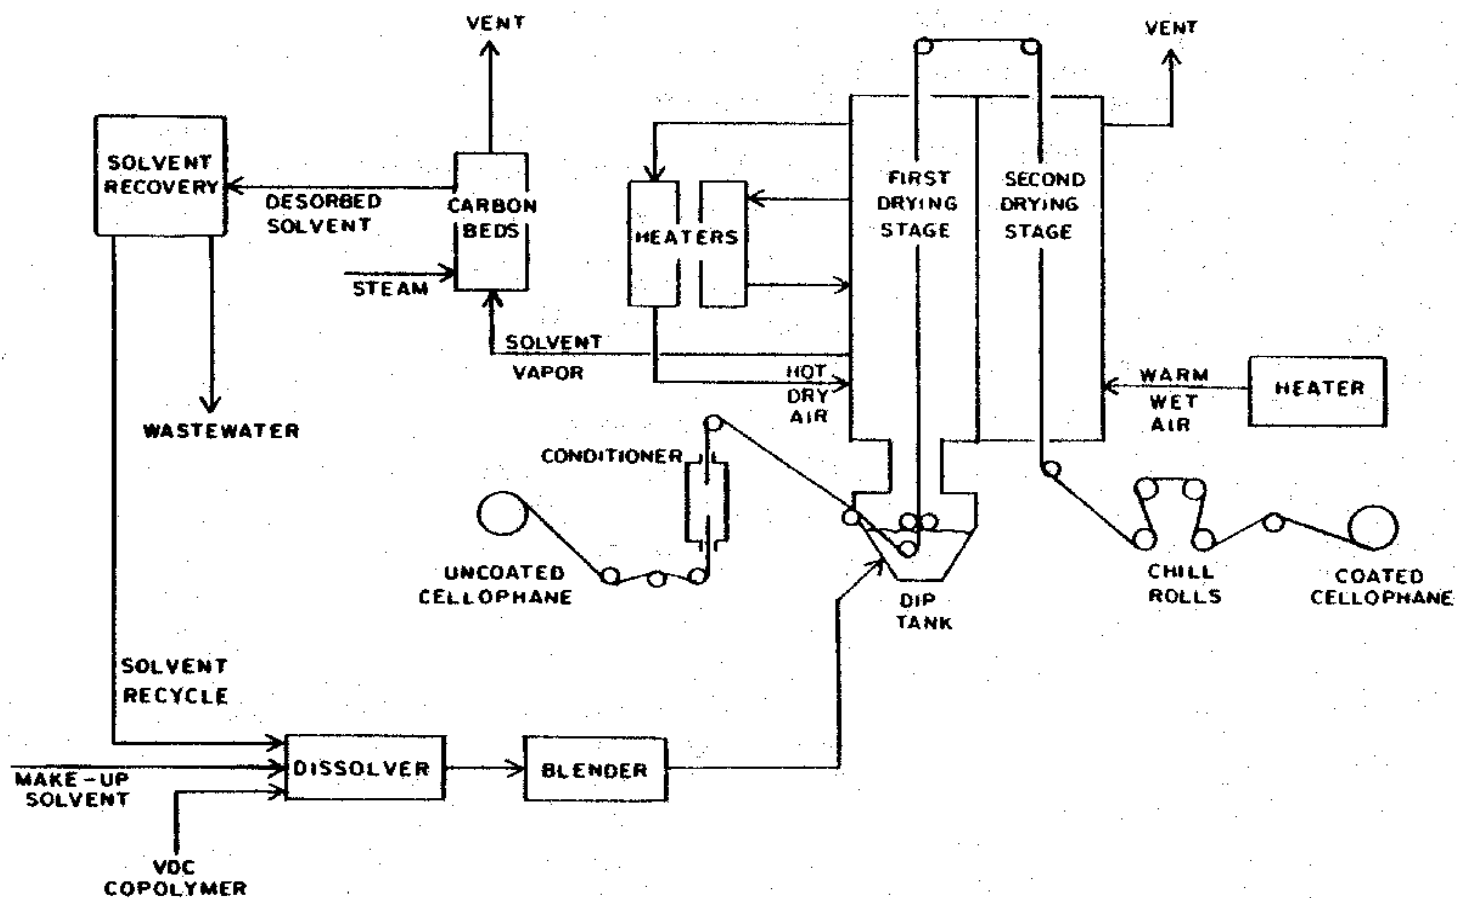 VENT
VENT
SOLVENT
RECOVERY
DESORBED
SOLVENT
CARBON
BEDS
STEAM
HEATERS
FIRST
DRYING
STAGE
SECOND
DRYING
STAGE
SOLVENT
VAPOR
HOT
DRY
AIR
WARM
WET
AIR
HEATER
WASTEWATER
CONDITIONER
UNCOATED
CELLOPHANE
DIP
TANK
CHILL
ROLLS
COATED
CELLOPHANE
SOLVENT
RECYCLE
MAKE-UP
SOLVENT
DISSOLVER
BLENDER
VDC
COPOLYMER